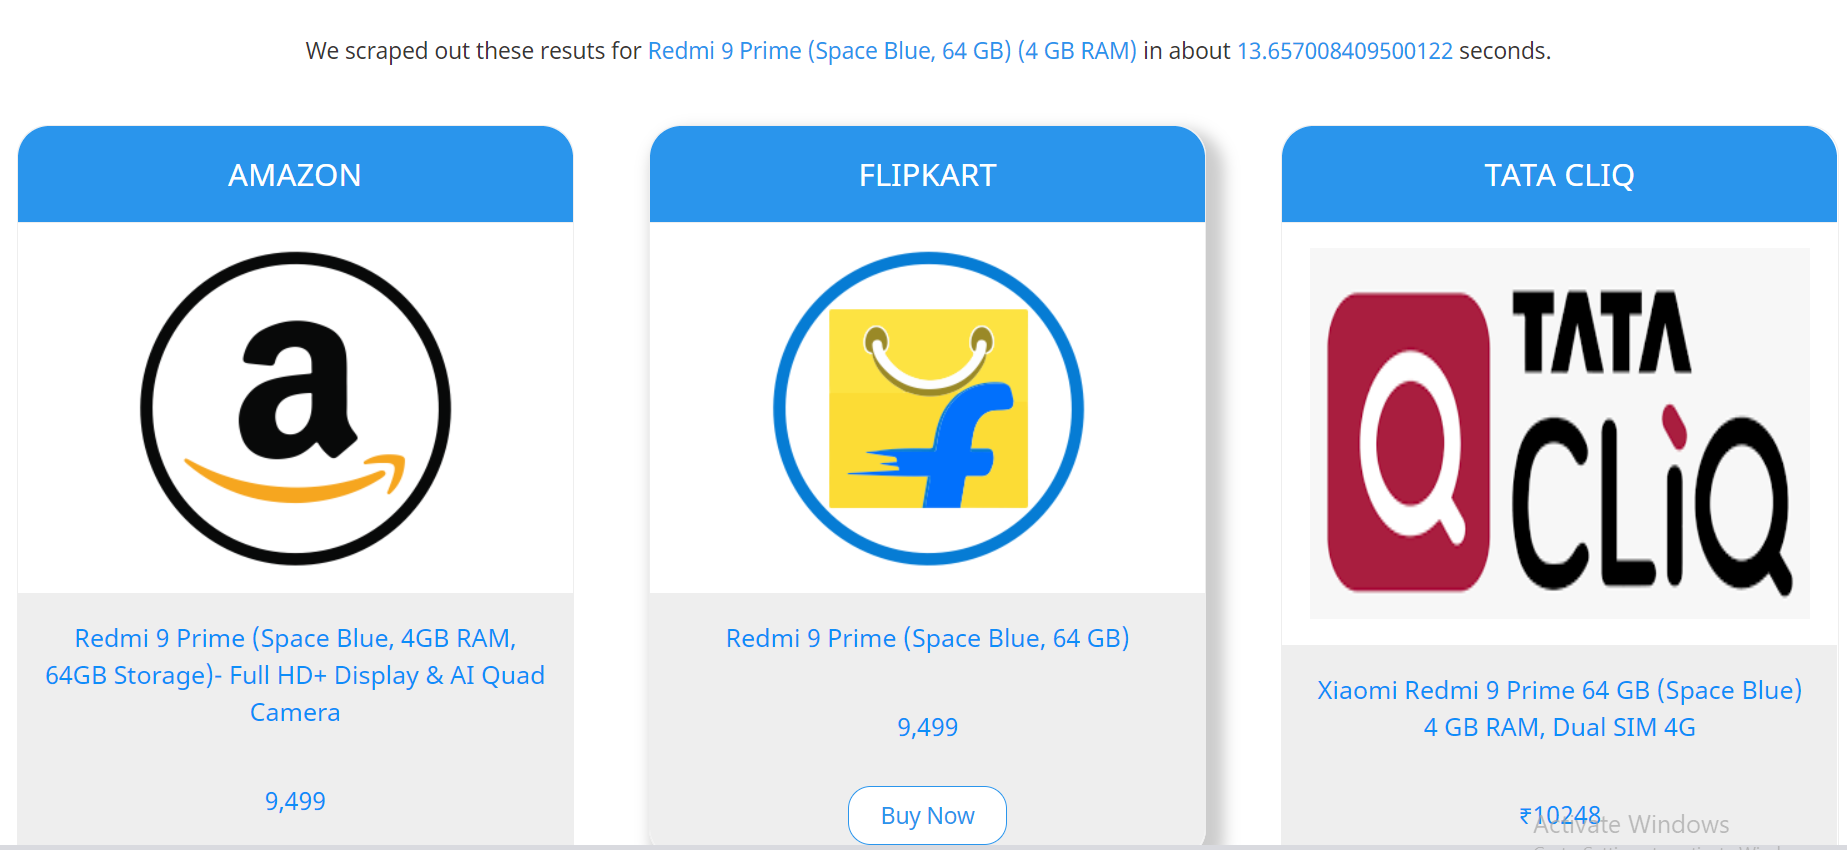 We scraped out these resuts for Redmi 9 Prime (Space Blue, 64 GB) (4 GB RAM) in about 13.657008409500122 seconds.
AMAZON
a
Redmi 9 Prime (Space Blue, 4GB RAM,
64GB Storage)- Full HD+ Display & AI Quad
Camera
9,499
FLIPKART
f
Redmi 9 Prime (Space Blue, 64 GB)
9,499
Buy Now
TATA CLIQ
TATA
CLiQ
Xiaomi Redmi 9 Prime 64 GB (Space Blue)
4 GB RAM, Dual SIM 4G
₹10248
Activate Windows